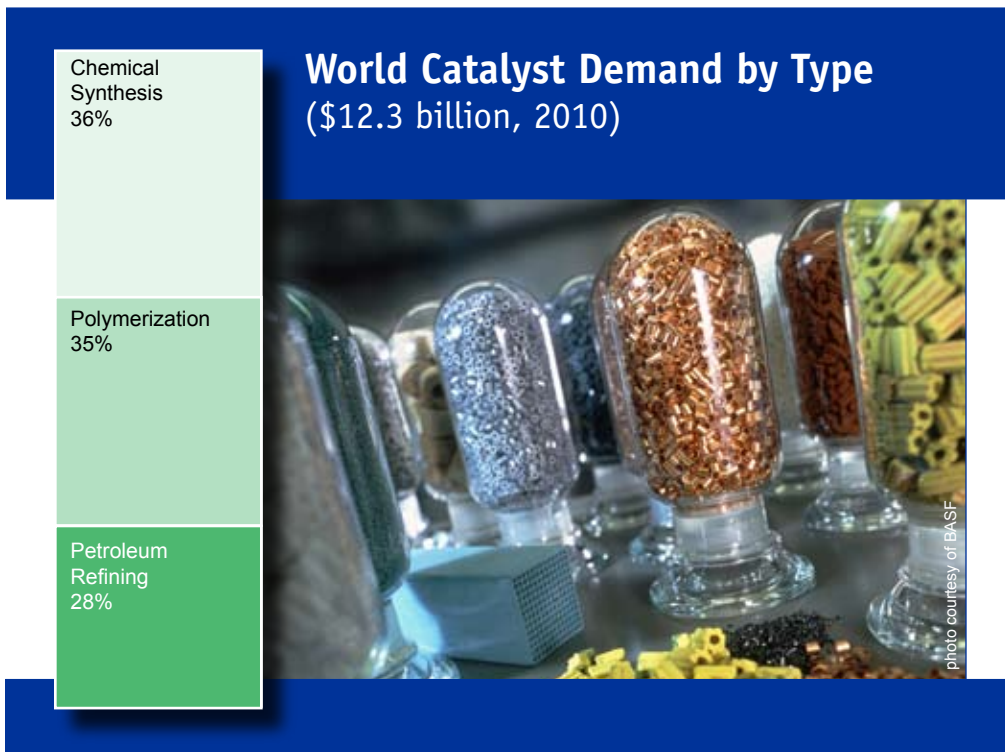 World Catalyst Demand by Type
($12.3 billion, 2010)
Chemical
Synthesis
36%
Polymerization
35%
Petroleum
Refining
28%
photo courtesy of BASF